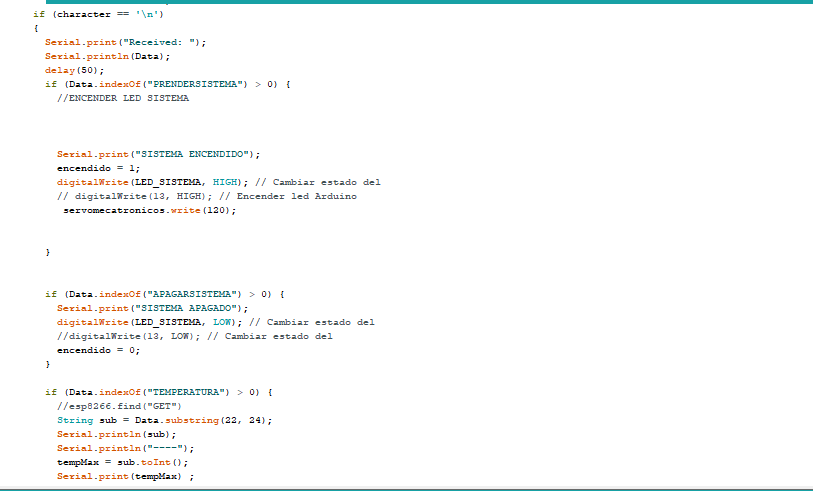 if (character == '\n')
{
Serial.print("Received: ");
Serial.println(Data);
delay(50);
if (Data.indexOf("PRENDERSISTEMA") > 0) {
//ENCENDER LED SISTEMA
Serial.print("SISTEMA ENCENDIDO");
encendido = 1;
digitalWrite(LED_SISTEMA, HIGH); // Cambiar estado del
// digitalWrite(13, HIGH); // Encender led Arduino
servomecatronicos.write(120);
}
if (Data.indexOf("APAGARSISTEMA") > 0) {
Serial.print("SISTEMA APAGADO");
digitalWrite(LED_SISTEMA, LOW); // Cambiar estado del
//digitalWrite(13, LOW); // Cambiar estado del
encendido = 0;
}
if (Data.indexOf("TEMPERATURA") > 0) {
//esp8266.find("GET")
String sub = Data.substring(22, 24);
Serial.println(sub);
Serial.println("----");
tempMax = sub.toInt();
Serial.print(tempMax) ;